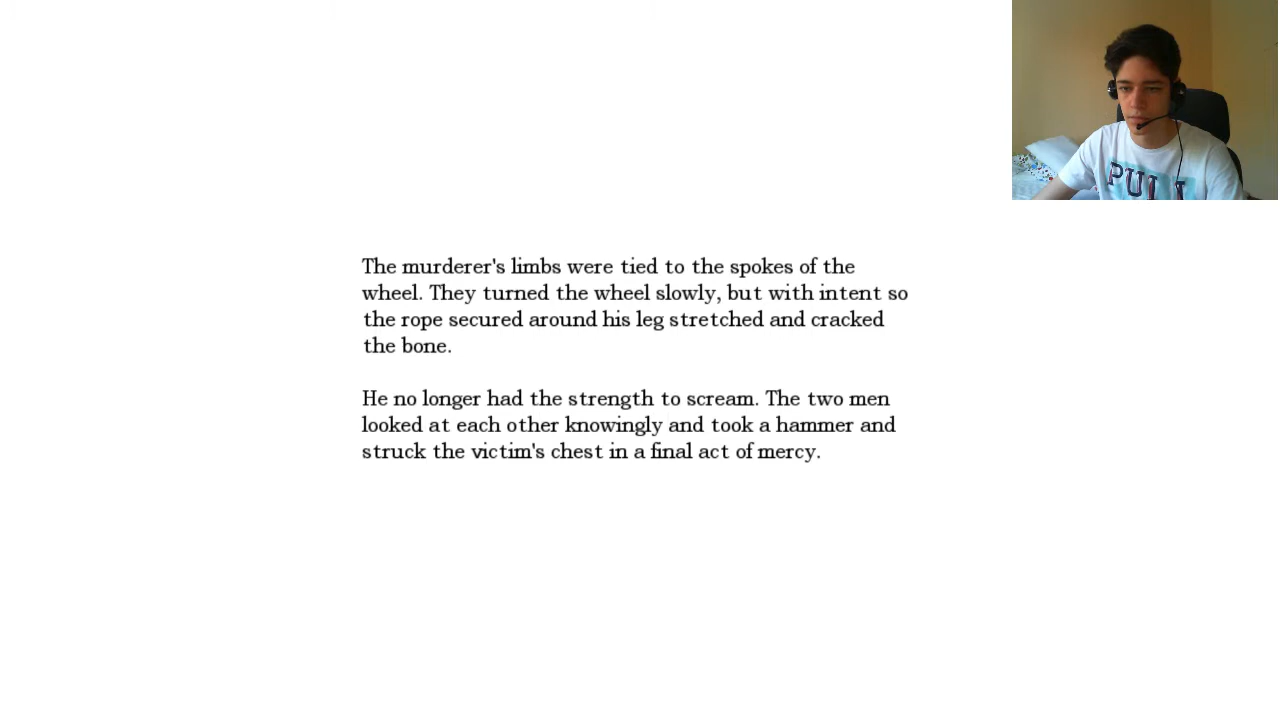 PULL
The murderer's limbs were tied to the spokes of the
wheel. They turned the wheel slowly, but with intent so
the rope secured around his leg stretched and cracked
the bone.
He no longer had the strength to scream. The two men
looked at each other knowingly and took a hammer and
struck the victim's chest in a final act of mercy.